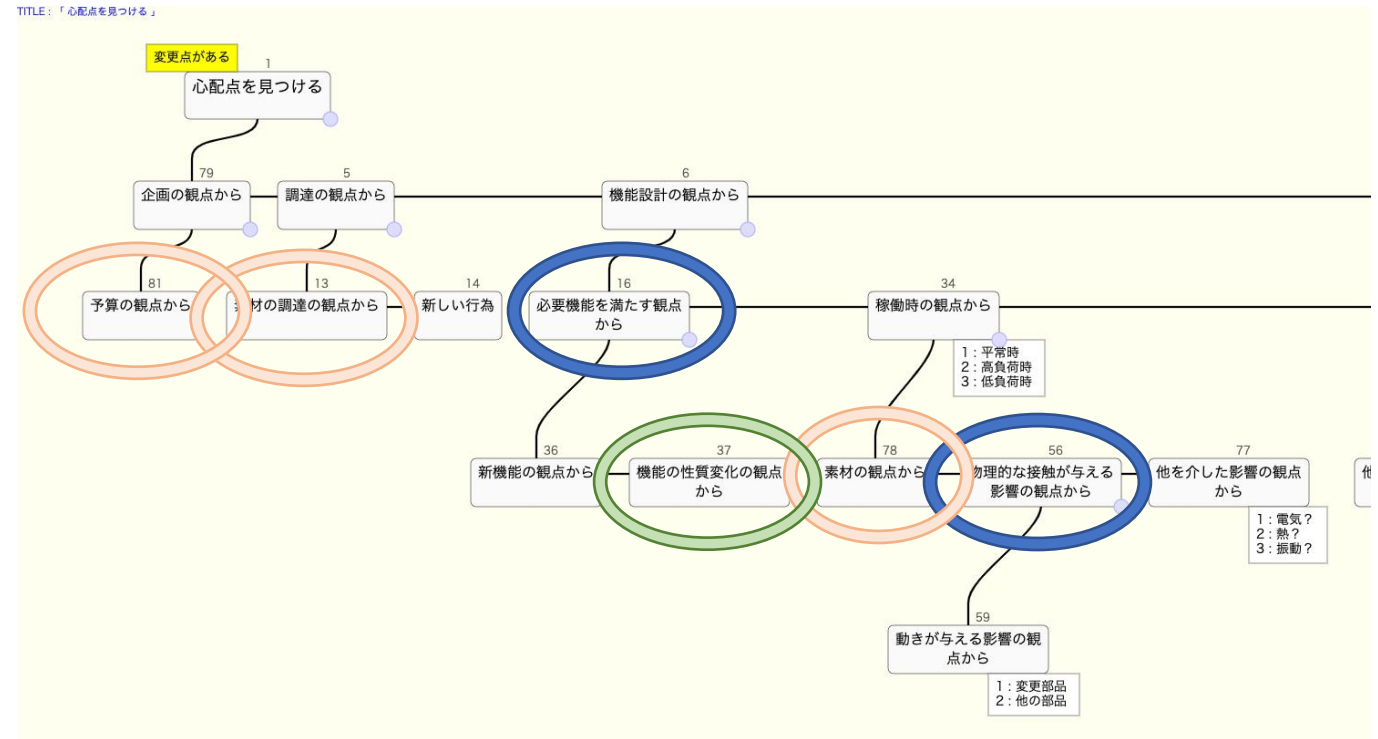 TITLE : 「 心配点を見つける 」
変更点がある
1
心配点を見つける
79
企画の観点から
5
調達の観点から
6
機能設計の観点から
81
予算の観点から
13
材の調達の観点から
14
新しい行為
16
必要機能を満たす観点
から
34
稼働時の観点から
1 : 平常時
2 : 高負荷時
3 : 低負荷時
36
新機能の観点から
37
機能の性質変化の観点
から
78
素材の観点から
56
物理的な接触が与える
影響の観点から
77
他を介した影響の観点
から
1 : 電気？
2 : 熱？
3 : 振動？
59
動きが与える影響の観
点から
1 : 変更部品
2 : 他の部品